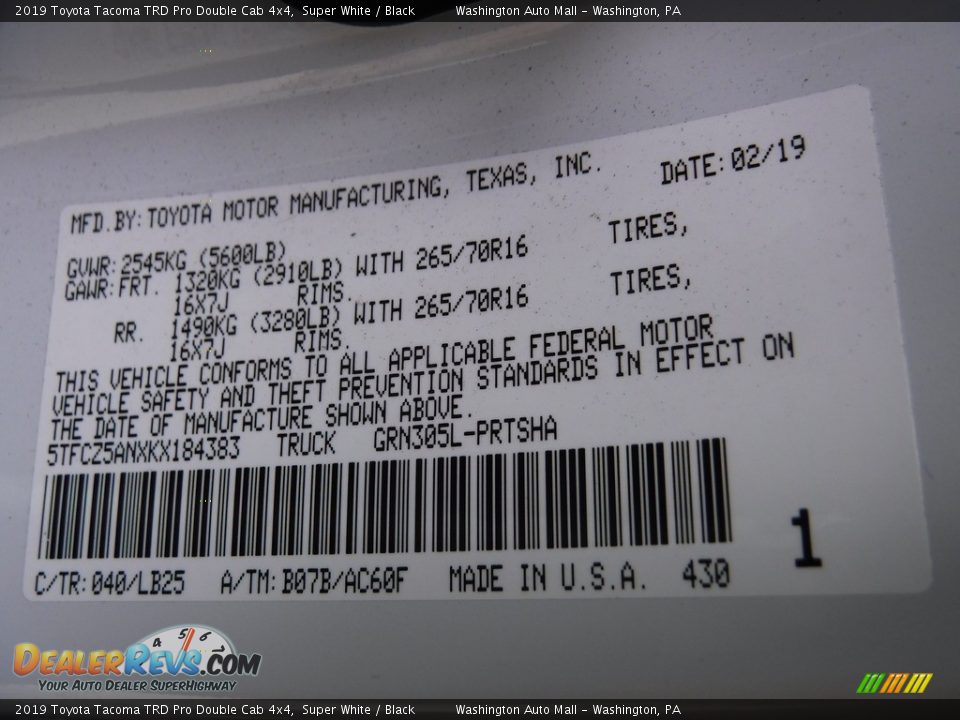 2019 Toyota Tacoma TRD Pro Double Cab 4x4, Super White / Black Washington Auto Mall - Washington, PA
MFD.BY: TOYOTA MOTOR MANUFACTURING, TEXAS, INC. DATE: 02/19
GVWR: 2545KG (5600LB)
GAWR: FRT. 1320KG (2910LB) WITH 265/70R16 TIRES,
16X7J RIMS.
RR. 1490KG (3280LB) WITH 265/70R16 TIRES,
16X7J RIMS.
THIS VEHICLE CONFORMS TO ALL APPLICABLE FEDERAL MOTOR
VEHICLE SAFETY AND THEFT PREVENTION STANDARDS IN EFFECT ON
THE DATE OF MANUFACTURE SHOWN ABOVE.
5TFCZ5ANXKX184383 TRUCK GRN305L-PRTSHA
1
C/TR: 040/LB25 A/TM: B07B/AC60F MADE IN U.S.A. 430
4 5 6 7
DEALERREVS.COM
YOUR AUTO DEALER SUPERHIGHWAY
2019 Toyota Tacoma TRD Pro Double Cab 4x4, Super White / Black Washington Auto Mall - Washington, PA